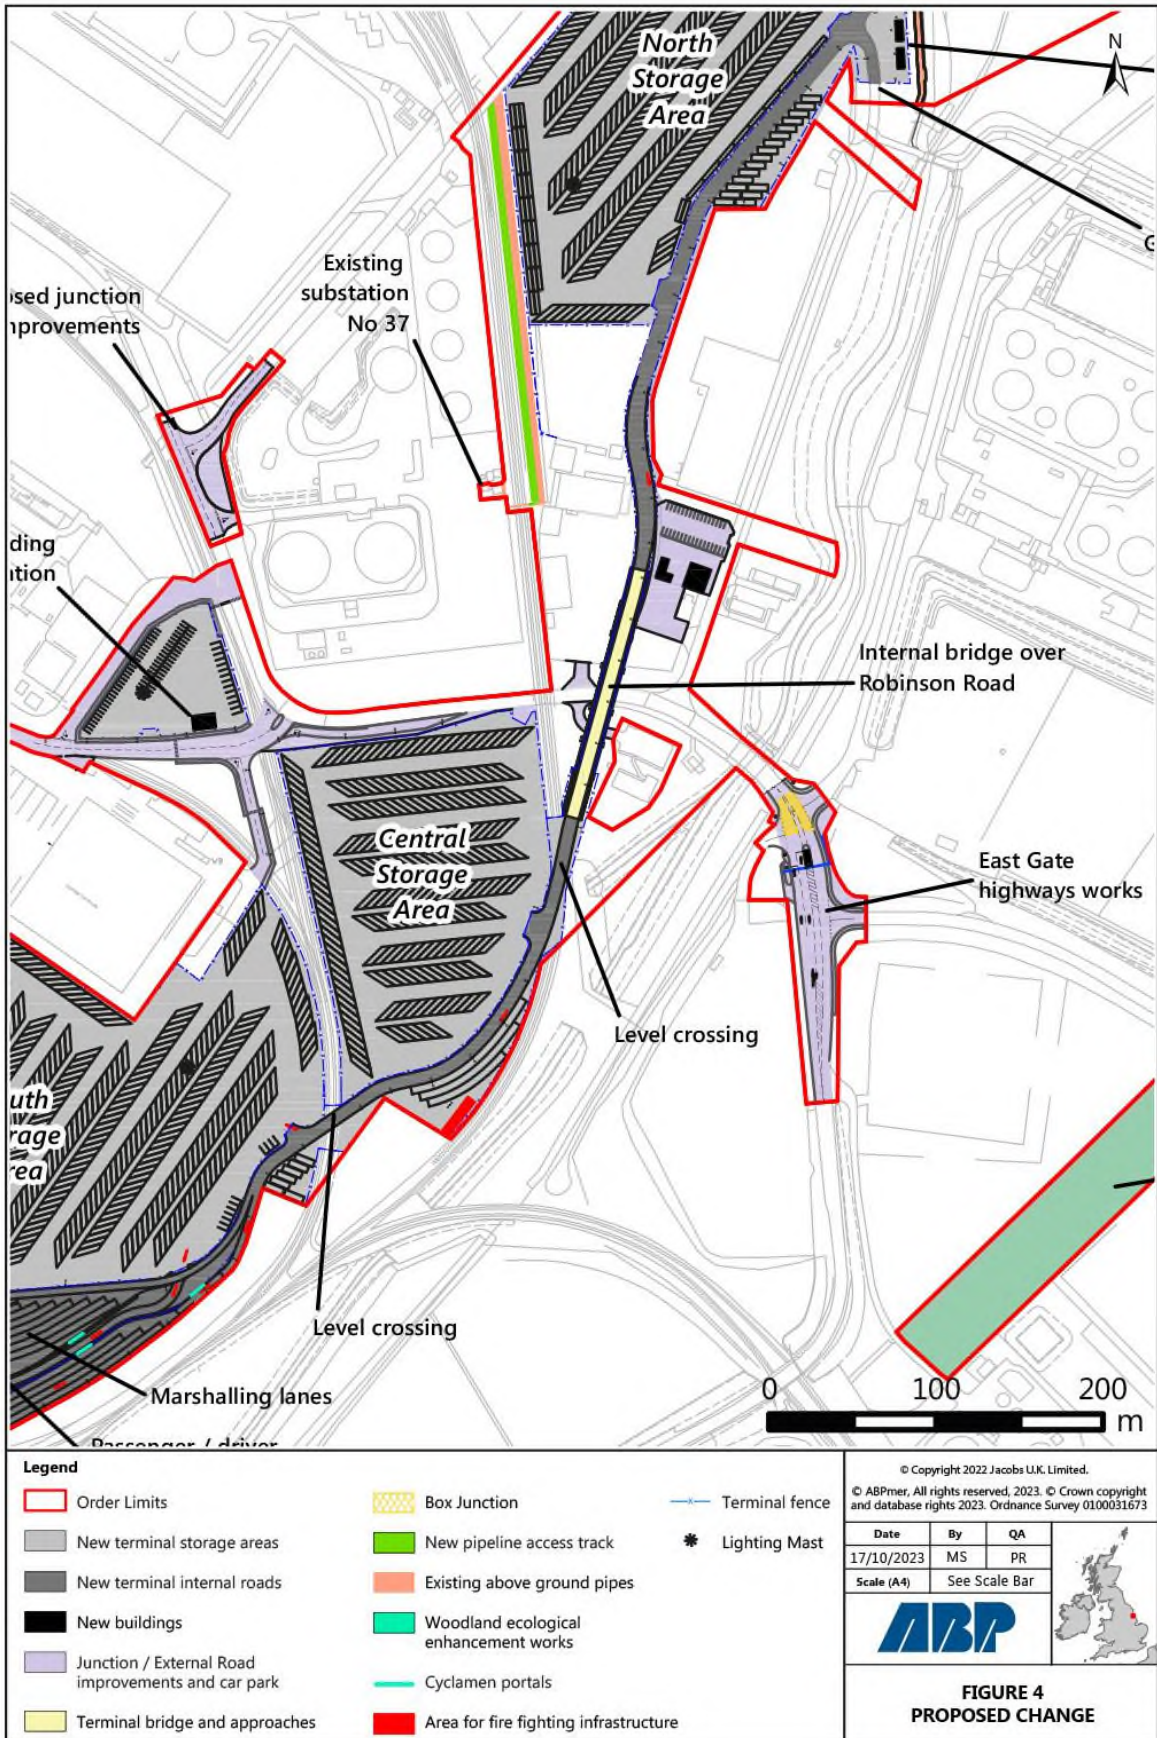 North
Storage
Area
N
G
Existing
substation
No 37
osed junction
mprovements
ding
ation
Internal bridge over
Robinson Road
Central
Storage
Area
East Gate
highways works
Level crossing
uth
rage
rea
Level crossing
Marshalling lanes
Passenger / driver
0 100 200
m
Legend
Order Limits
New terminal storage areas
New terminal internal roads
New buildings
Junction / External Road
improvements and car park
Terminal bridge and approaches
Box Junction
New pipeline access track
Existing above ground pipes
Woodland ecological
enhancement works
Cyclamen portals
Area for fire fighting infrastructure
Terminal fence
Lighting Mast
© Copyright 2022 Jacobs U.K. Limited.
© ABPmer, All rights reserved, 2023. © Crown copyright
and database rights 2023. Ordnance Survey 0100031673
Date By QA
17/10/2023 MS PR
Scale (A4) See Scale Bar
ABP
FIGURE 4
PROPOSED CHANGE